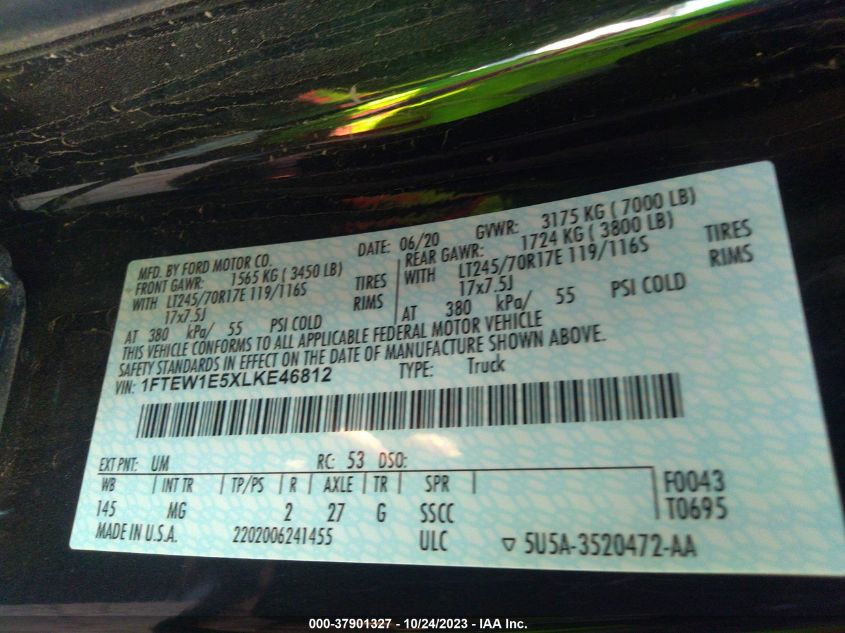 MFD. BY FORD MOTOR CO. DATE: 06/20 GVWR: 3175 KG ( 7000 LB)
FRONT GAWR: 1565 KG ( 3450 LB) REAR GAWR: 1724 KG ( 3800 LB)
WITH LT245/70R17E 119/116S TIRES WITH LT245/70R17E 119/116S TIRES
17x7.5J RIMS 17x7.5J RIMS
AT 380 kPa/ 55 PSI COLD AT 380 kPa/ 55 PSI COLD
THIS VEHICLE CONFORMS TO ALL APPLICABLE FEDERAL MOTOR VEHICLE
SAFETY STANDARDS IN EFFECT ON THE DATE OF MANUFACTURE SHOWN ABOVE.
VIN: 1FTEW1E5XLKE46812 TYPE: Truck
EXT PNT: UM RC: 53 DSO:
WB INT TR TP/PS R AXLE TR SPR F0043
145 MG 2 27 G SSCC T0695
MADE IN U.S.A. 2202006241455 ULC ▽ 5U5A-3520472-AA
000-37901327 - 10/24/2023 - IAA Inc.